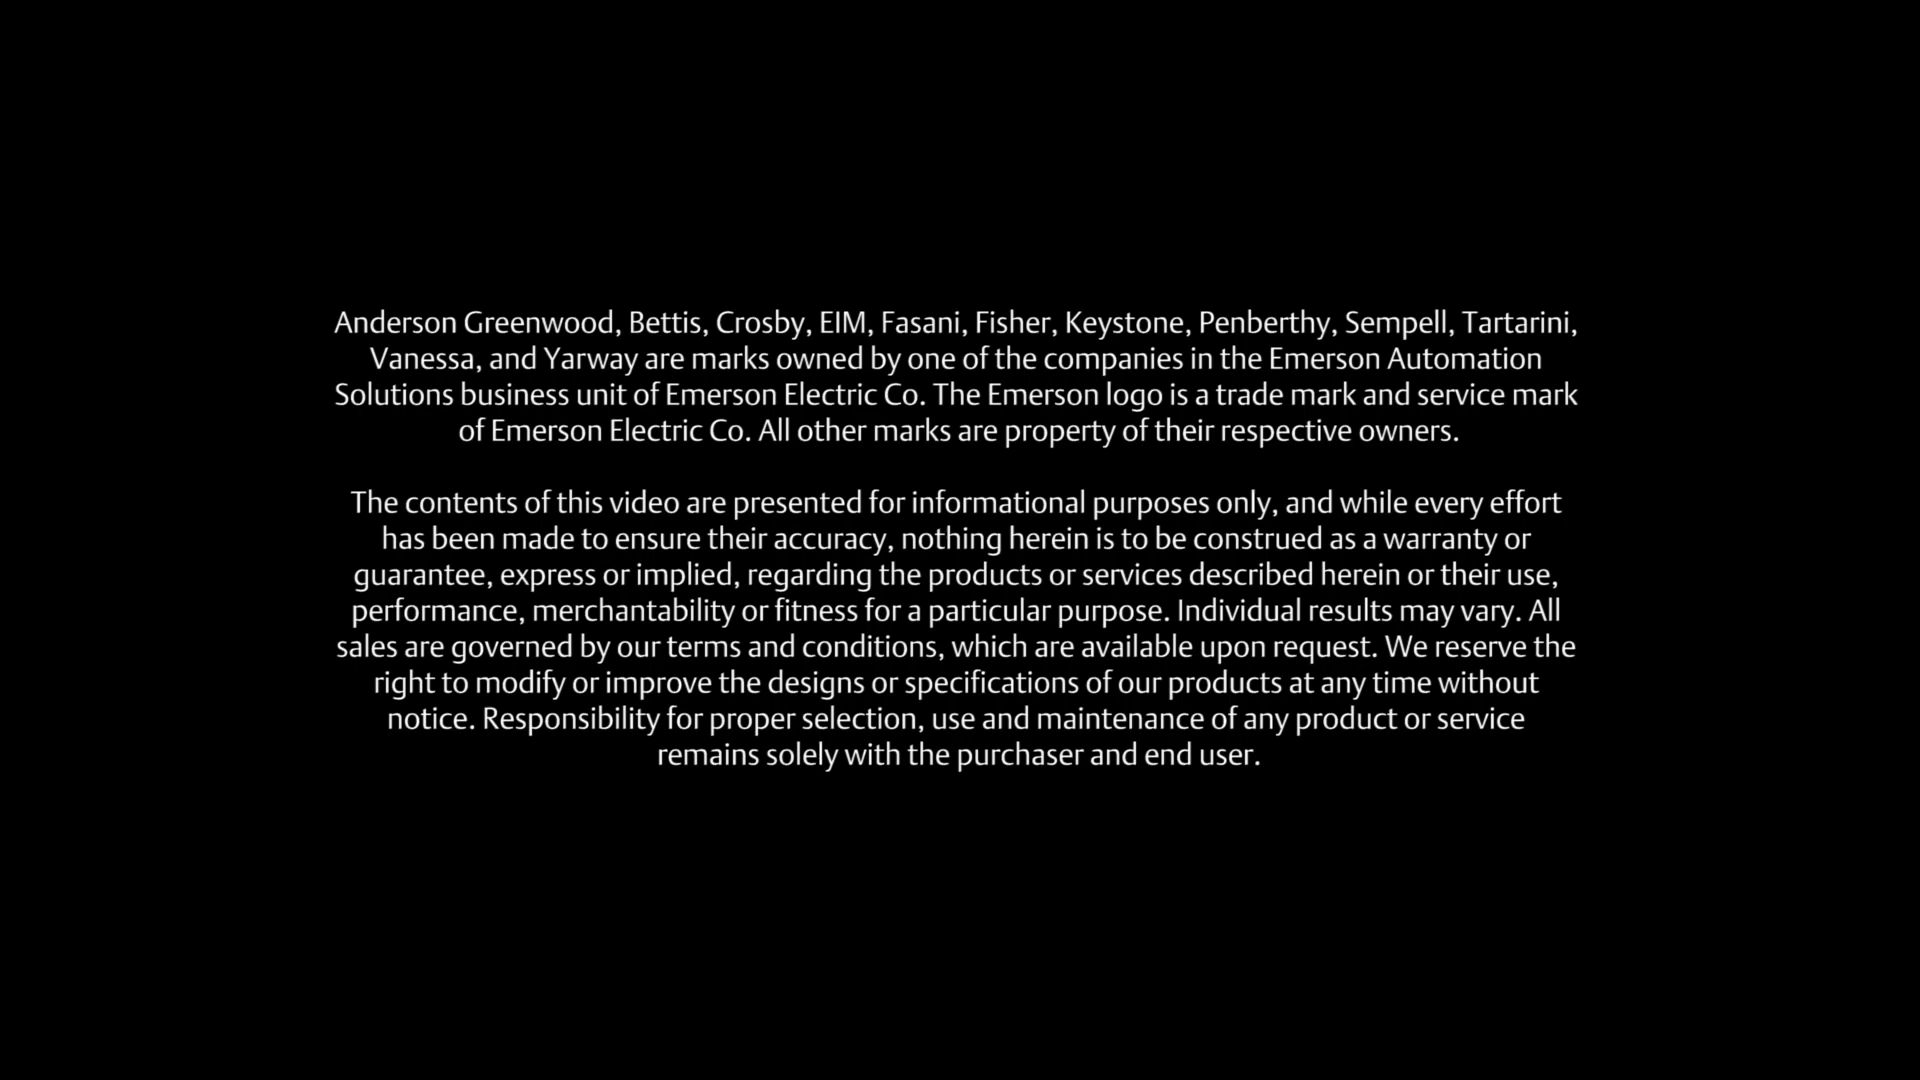 Anderson Greenwood, Bettis, Crosby, EIM, Fasani, Fisher, Keystone, Penberthy, Sempell, Tartarini,
Vanessa, and Yarway are marks owned by one of the companies in the Emerson Automation
Solutions business unit of Emerson Electric Co. The Emerson logo is a trade mark and service mark
of Emerson Electric Co. All other marks are property of their respective owners.
The contents of this video are presented for informational purposes only, and while every effort
has been made to ensure their accuracy, nothing herein is to be construed as a warranty or
guarantee, express or implied, regarding the products or services described herein or their use,
performance, merchantability or fitness for a particular purpose. Individual results may vary. All
sales are governed by our terms and conditions, which are available upon request. We reserve the
right to modify or improve the designs or specifications of our products at any time without
notice. Responsibility for proper selection, use and maintenance of any product or service
remains solely with the purchaser and end user.